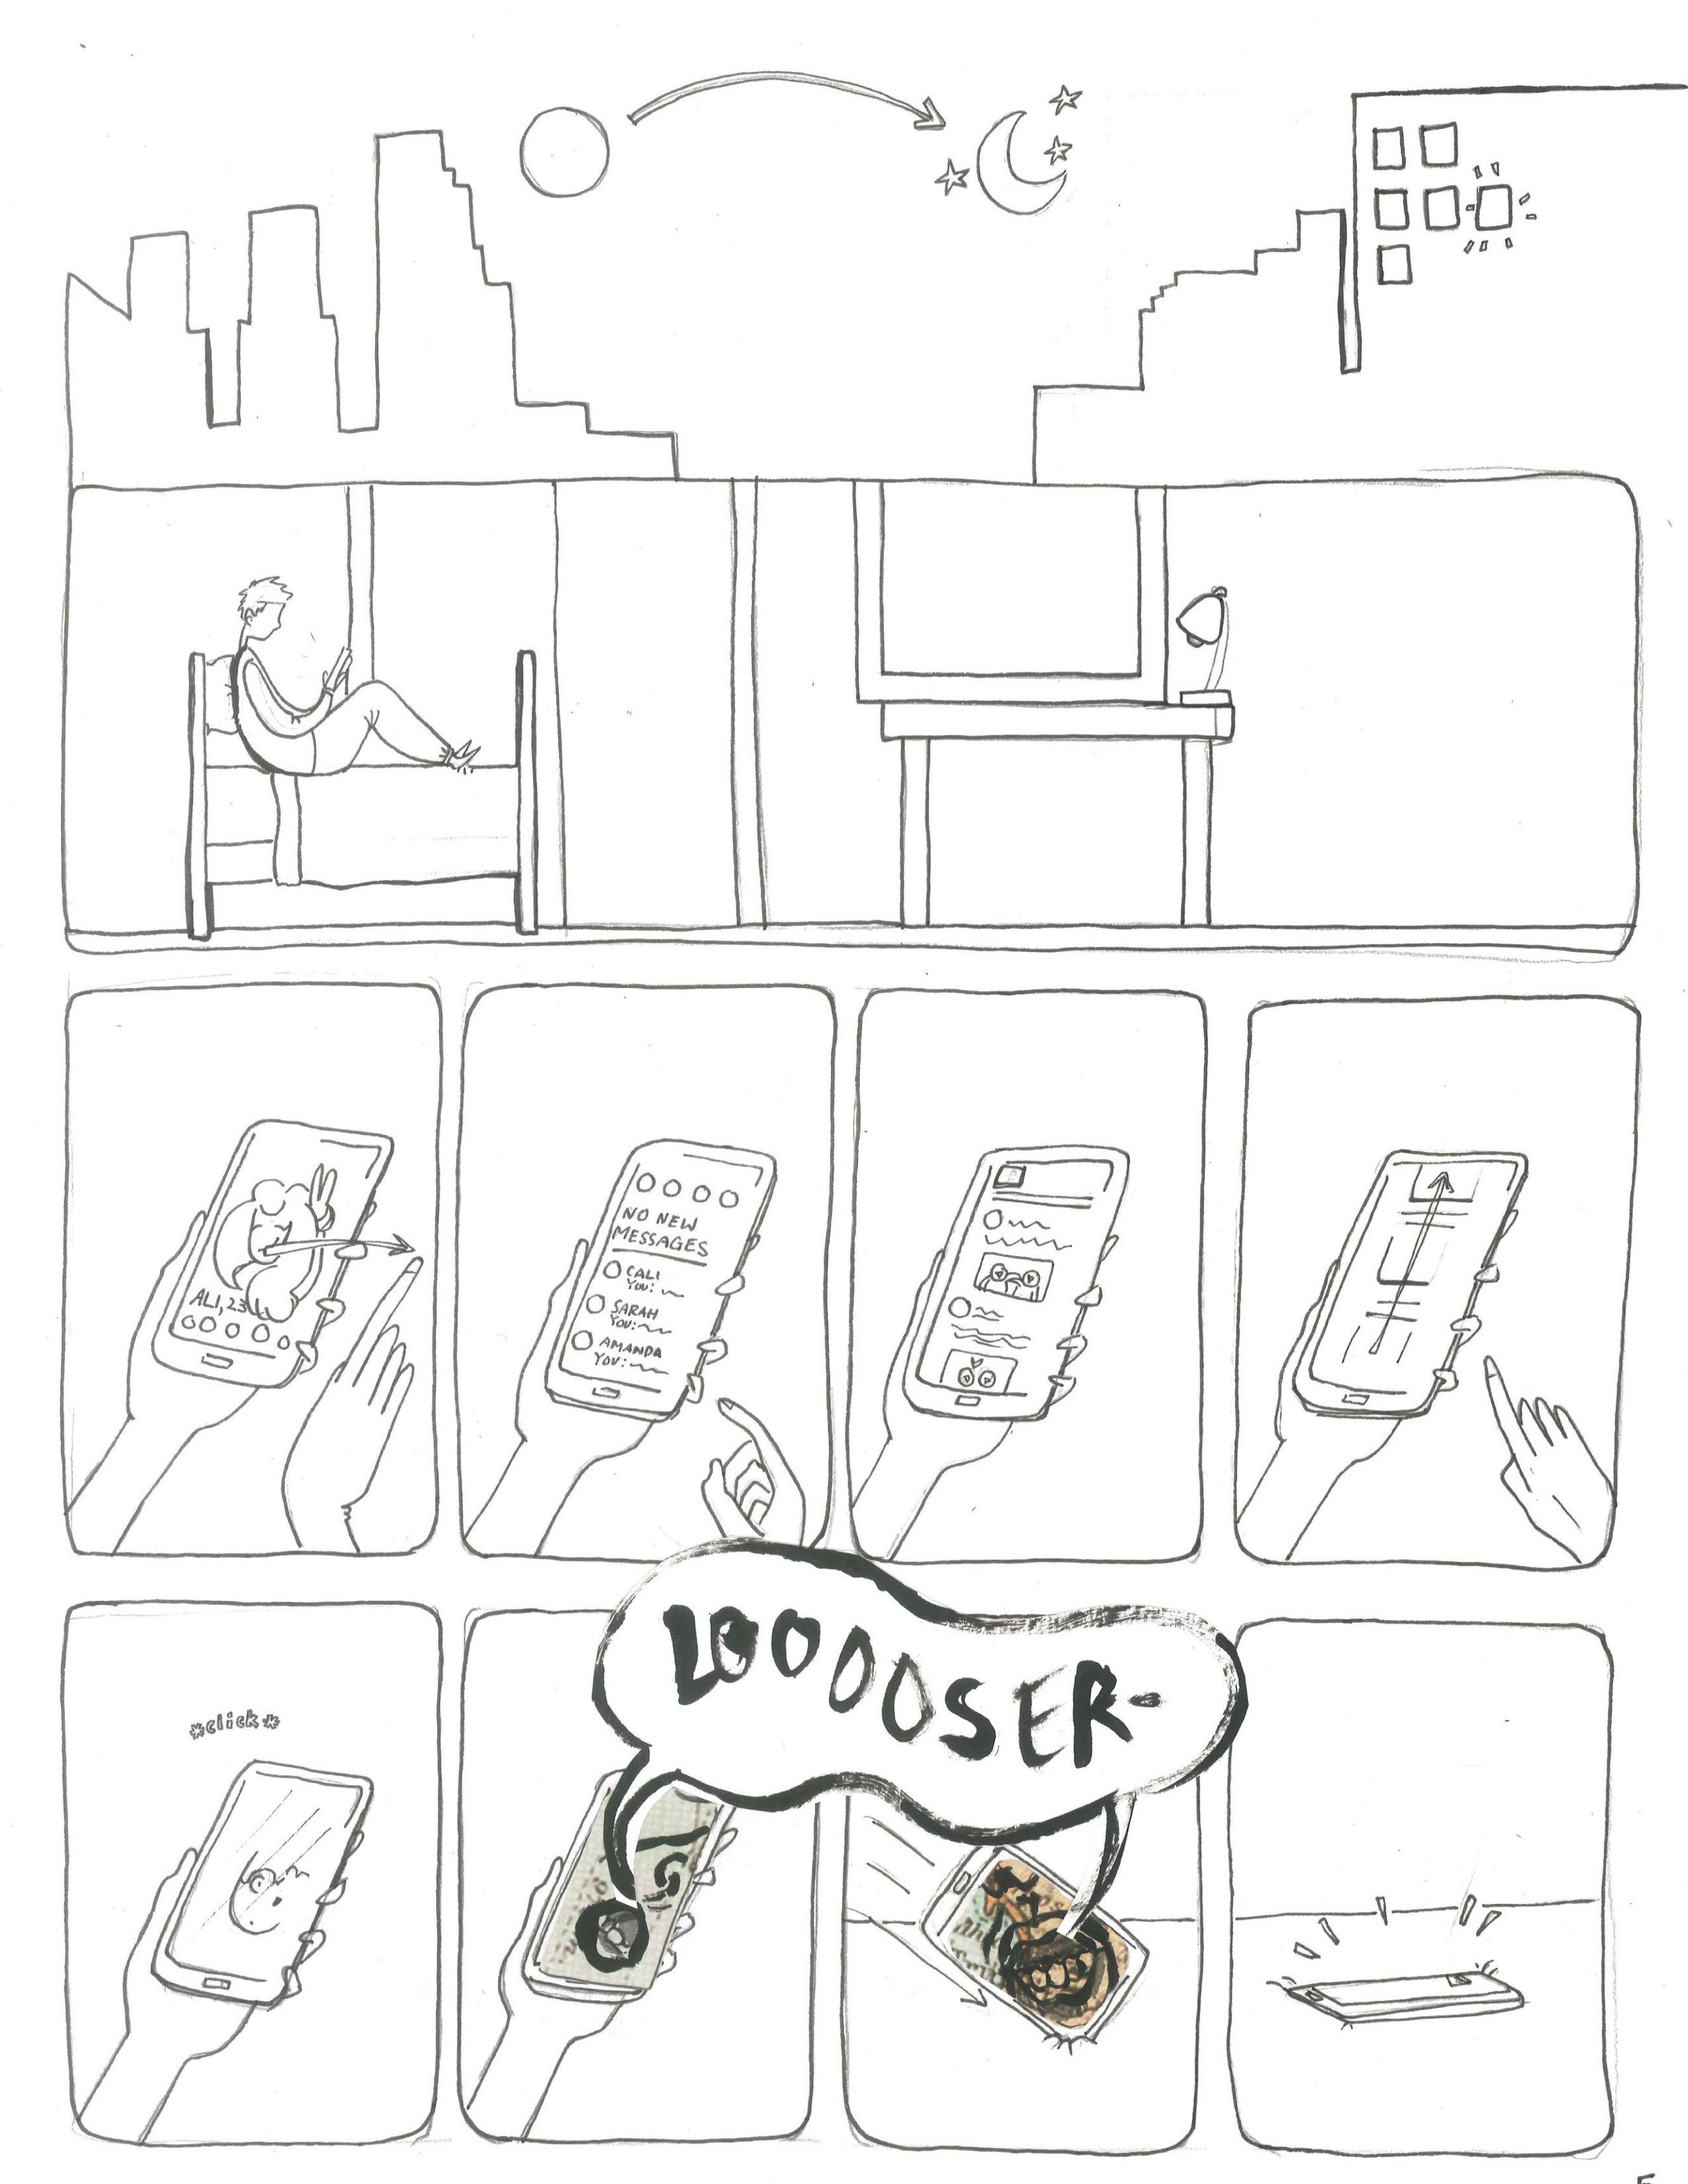 ALI, 23
NO NEW
MESSAGES
CALI
YOU:
SARAH
YOU:
AMANDA
YOU:
*click*
LOOOOSER-
5